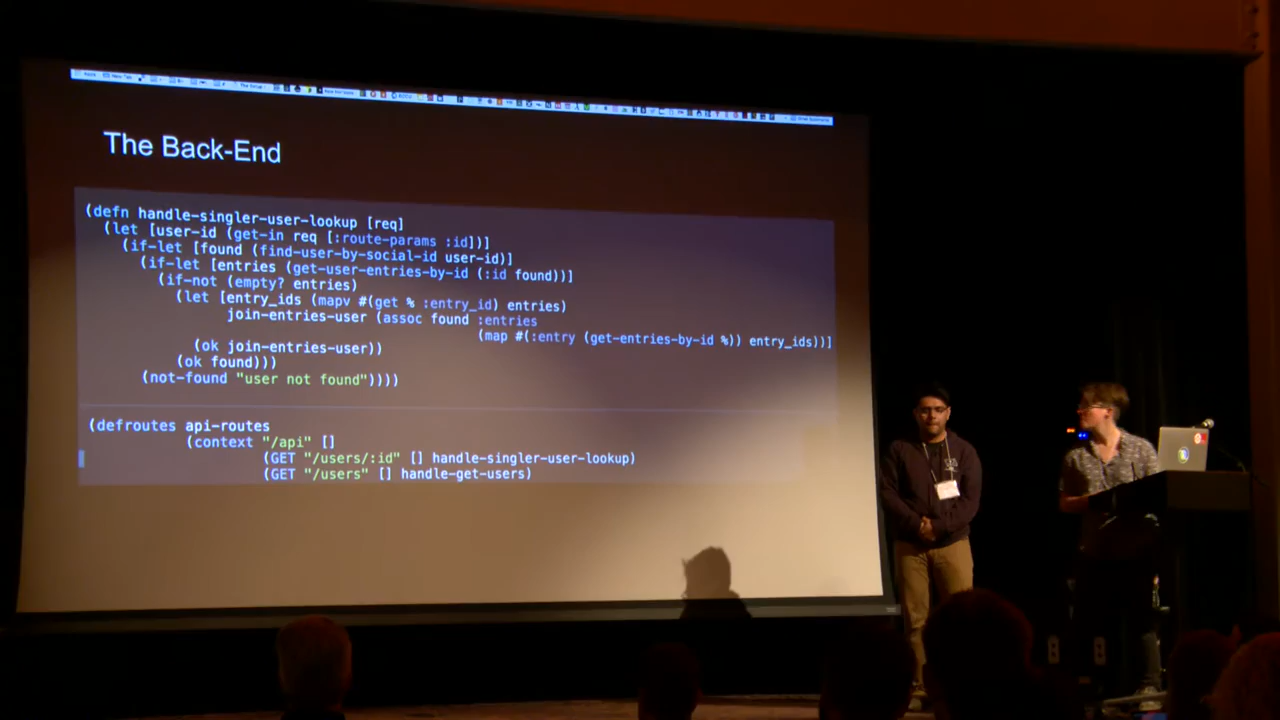 The Back-End
(defn handle-singler-user-lookup [req]
(let [user-id (get-in req [:route-params :id])]
(if-let [found (find-user-by-social-id user-id)]
(if-let [entries (get-user-entries-by-id (:id found))]
(if-not (empty? entries)
(let [entry_ids (mapv #(get % :entry_id) entries)
join-entries-user (assoc found :entries
(map #(:entry (get-entries-by-id %)) entry_ids))]
(ok join-entries-user))
(ok found)))
(not-found "user not found"))))
(defroutes api-routes
(context "/api" []
(GET "/users/:id" [] handle-singler-user-lookup)
(GET "/users" [] handle-get-users)